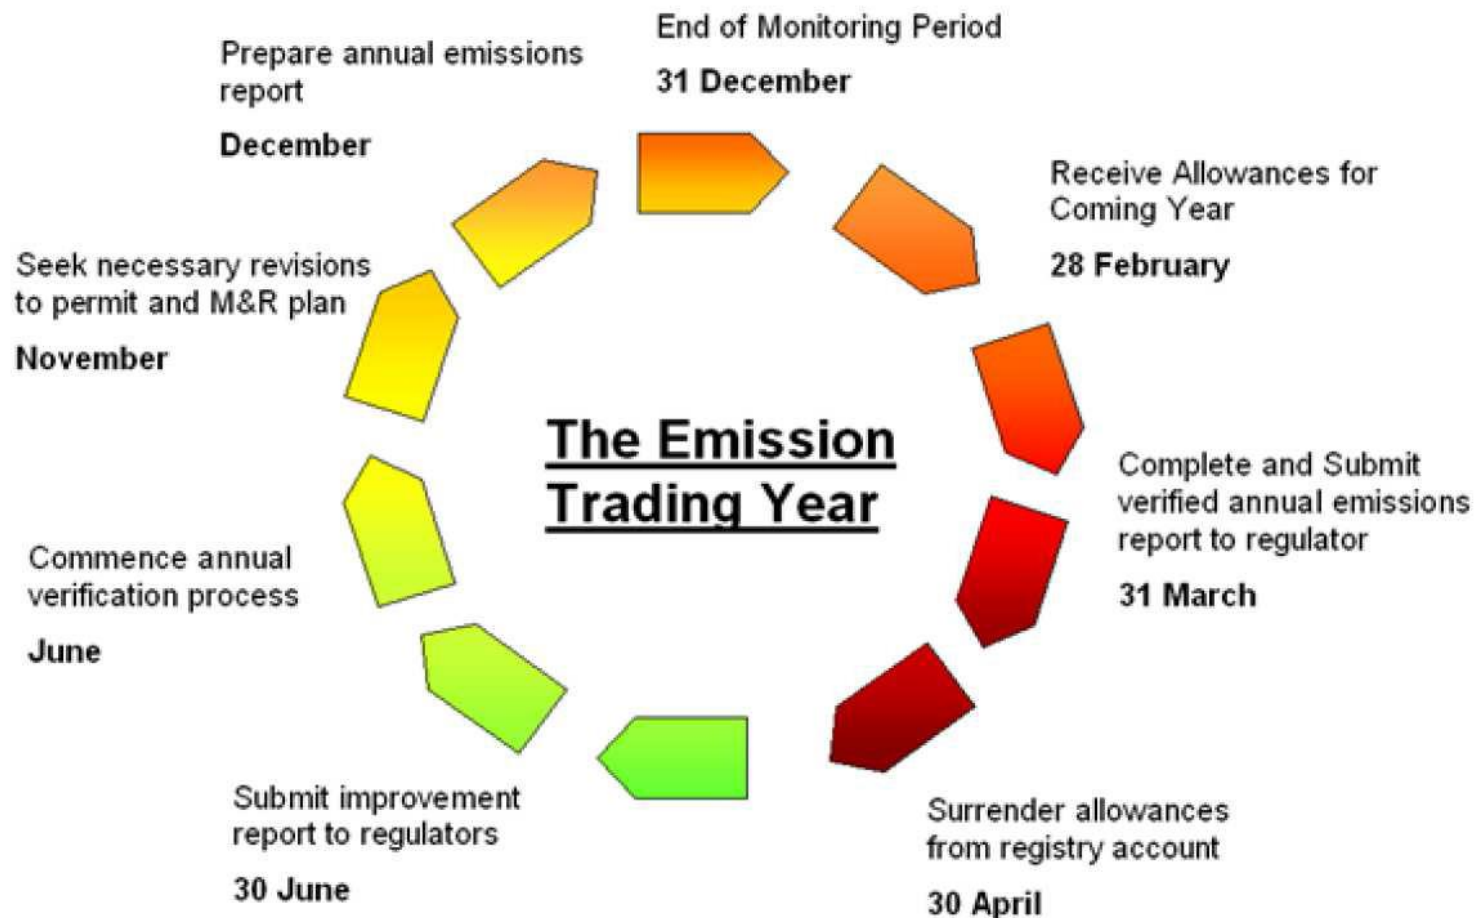 End of Monitoring Period
31 December
Receive Allowances for
Coming Year
28 February
Complete and Submit
verified annual emissions
report to regulator
31 March
Surrender allowances
from registry account
30 April
Submit improvement
report to regulators
30 June
Commence annual
verification process
June
Seek necessary revisions
to permit and M&R plan
November
Prepare annual emissions
report
December
The Emission
Trading Year